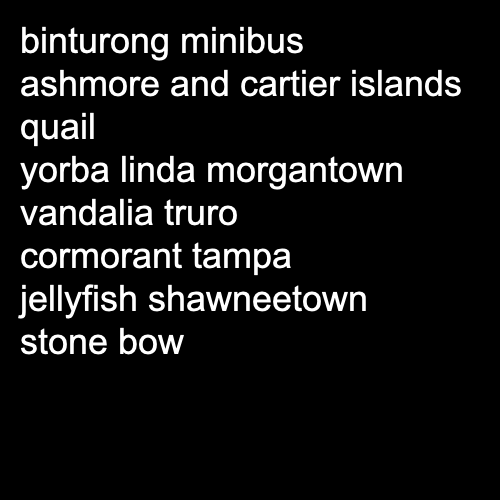 binturong minibus
ashmore and cartier islands
quail
yorba linda morgantown
vandalia truro
cormorant tampa
jellyfish shawneetown
stone bow